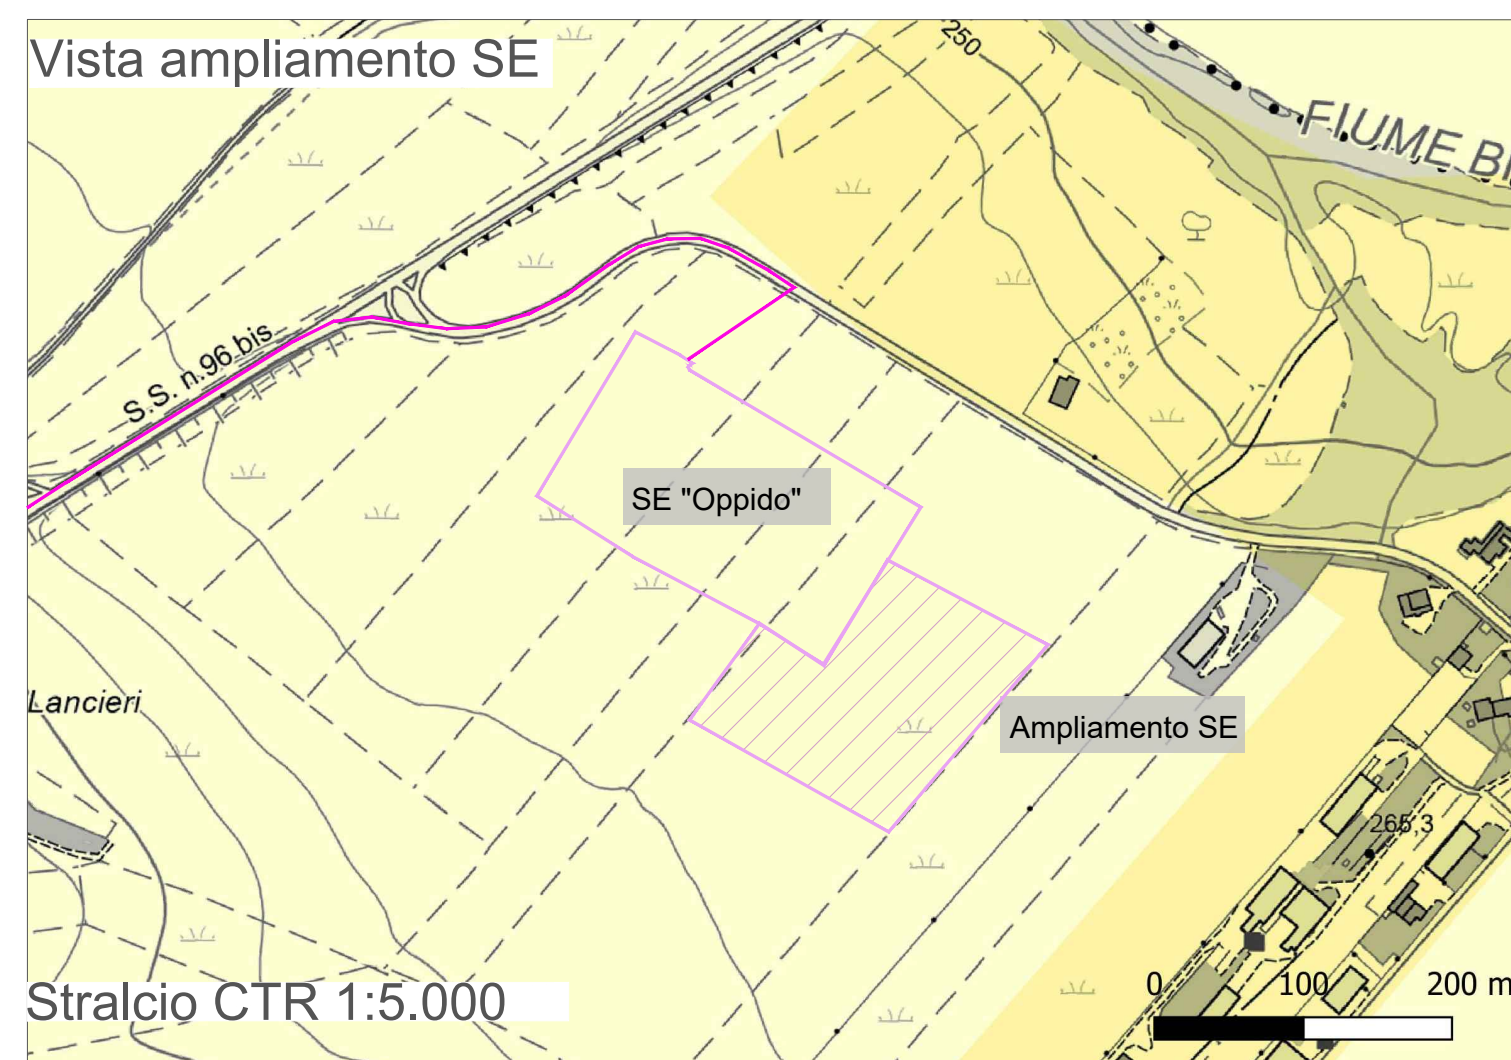 Vista ampliamento SE
250
FIUME B
S.S. n.96 bis
SE "Oppido"
Lancieri
Ampliamento SE
265,3
0 100 200 m
Stralcio CTR 1:5.000